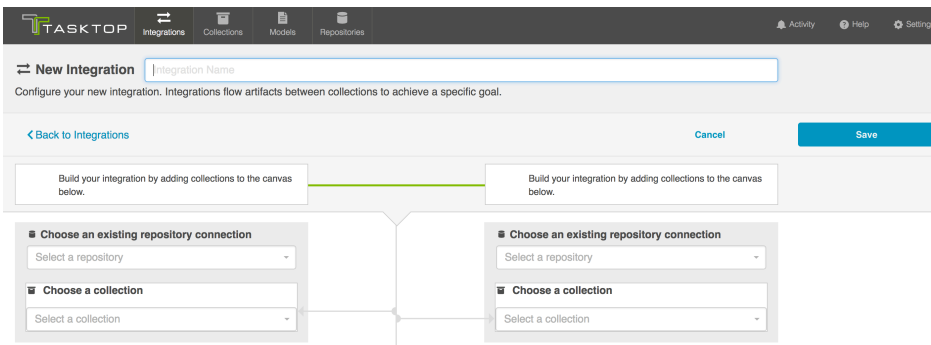 TASKTOP
Integrations
Collections
Models
Repositories
Activity
Help
Setting
New Integration
Integration Name
Configure your new integration. Integrations flow artifacts between collections to achieve a specific goal.
Back to Integrations
Cancel
Save
Build your integration by adding collections to the canvas
below.
Build your integration by adding collections to the canvas
below.
Choose an existing repository connection
Select a repository
Choose a collection
Select a collection
Choose an existing repository connection
Select a repository
Choose a collection
Select a collection